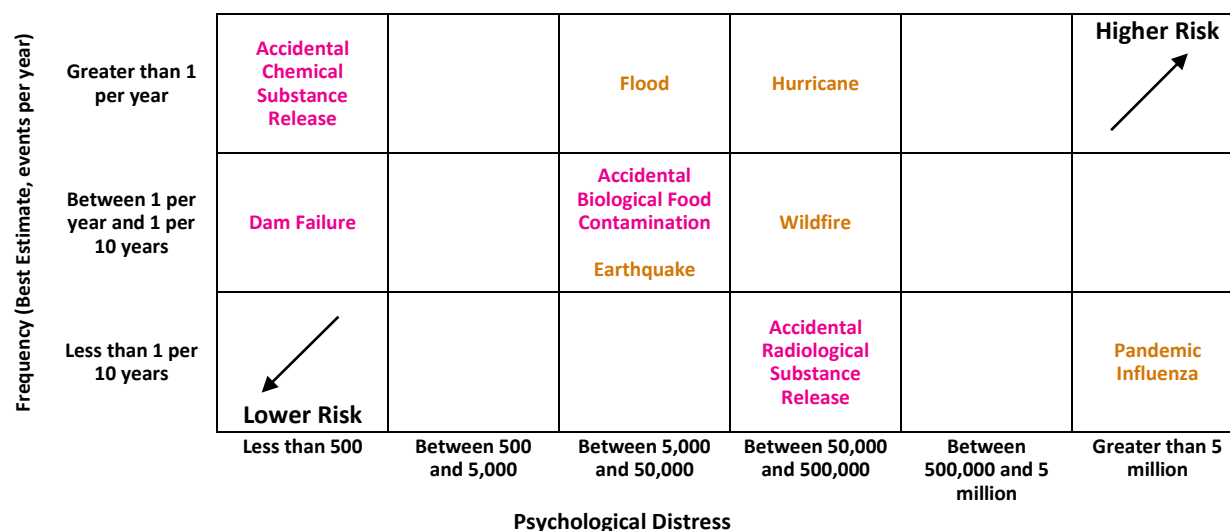 Frequency (Best Estimate, events per year)
Greater than 1
per year
Accidental
Chemical
Substance
Release
Flood
Hurricane
Higher Risk
Between 1 per
year and 1 per
10 years
Dam Failure
Accidental
Biological Food
Contamination
Earthquake
Wildfire
Less than 1 per
10 years
Lower Risk
Accidental
Radiological
Substance
Release
Pandemic
Influenza
Less than 500
Between 500
and 5,000
Between 5,000
and 50,000
Between 50,000
and 500,000
Between
500,000 and 5
million
Greater than 5
million
Psychological Distress